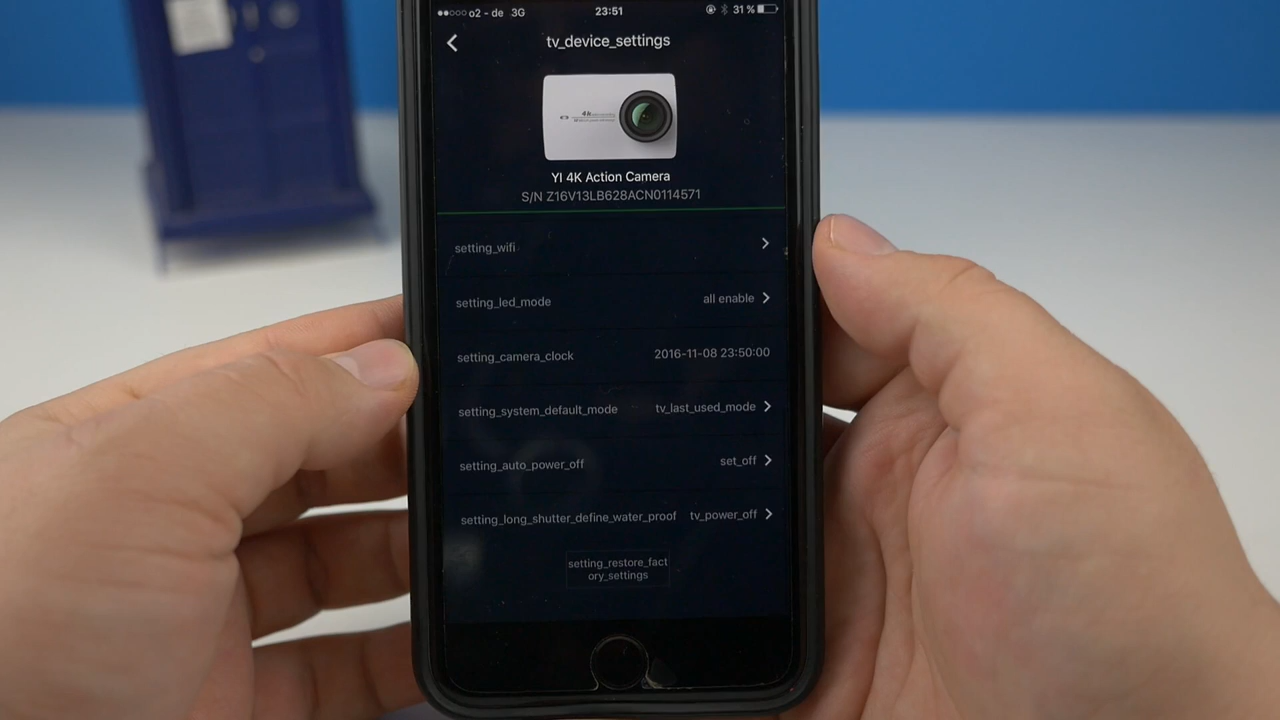 o2 - de 3G 23:51 31 %
tv_device_settings
4k
YI 4K Action Camera
S/N Z16V13LB628ACN0114571
setting_wifi
setting_led_mode all enable
setting_camera_clock 2016-11-08 23:50:00
setting_system_default_mode tv_last_used_mode
setting_auto_power_off set_off
setting_long_shutter_define_water_proof tv_power_off
setting_restore_fact
ory_settings